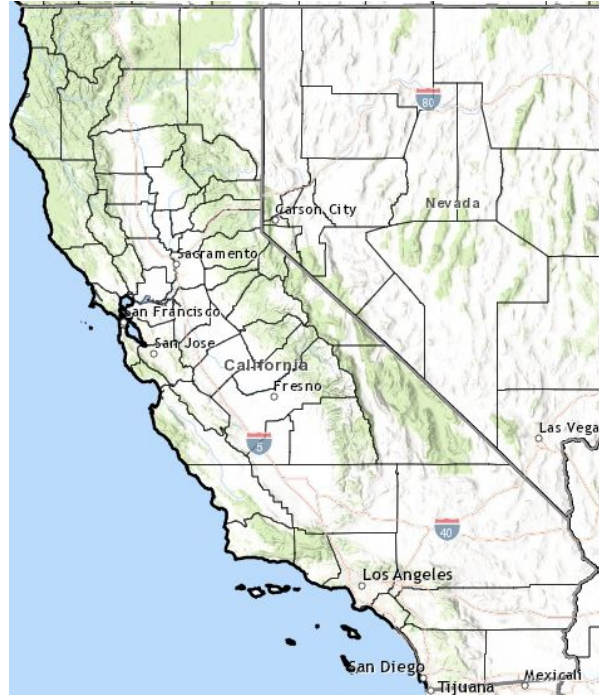 80
Carson City
Nevada
Sacramento
San Francisco
San Jose
California
Fresno
5
Las Vega
40
Los Angeles
San Diego
Tijuana
Mexicali